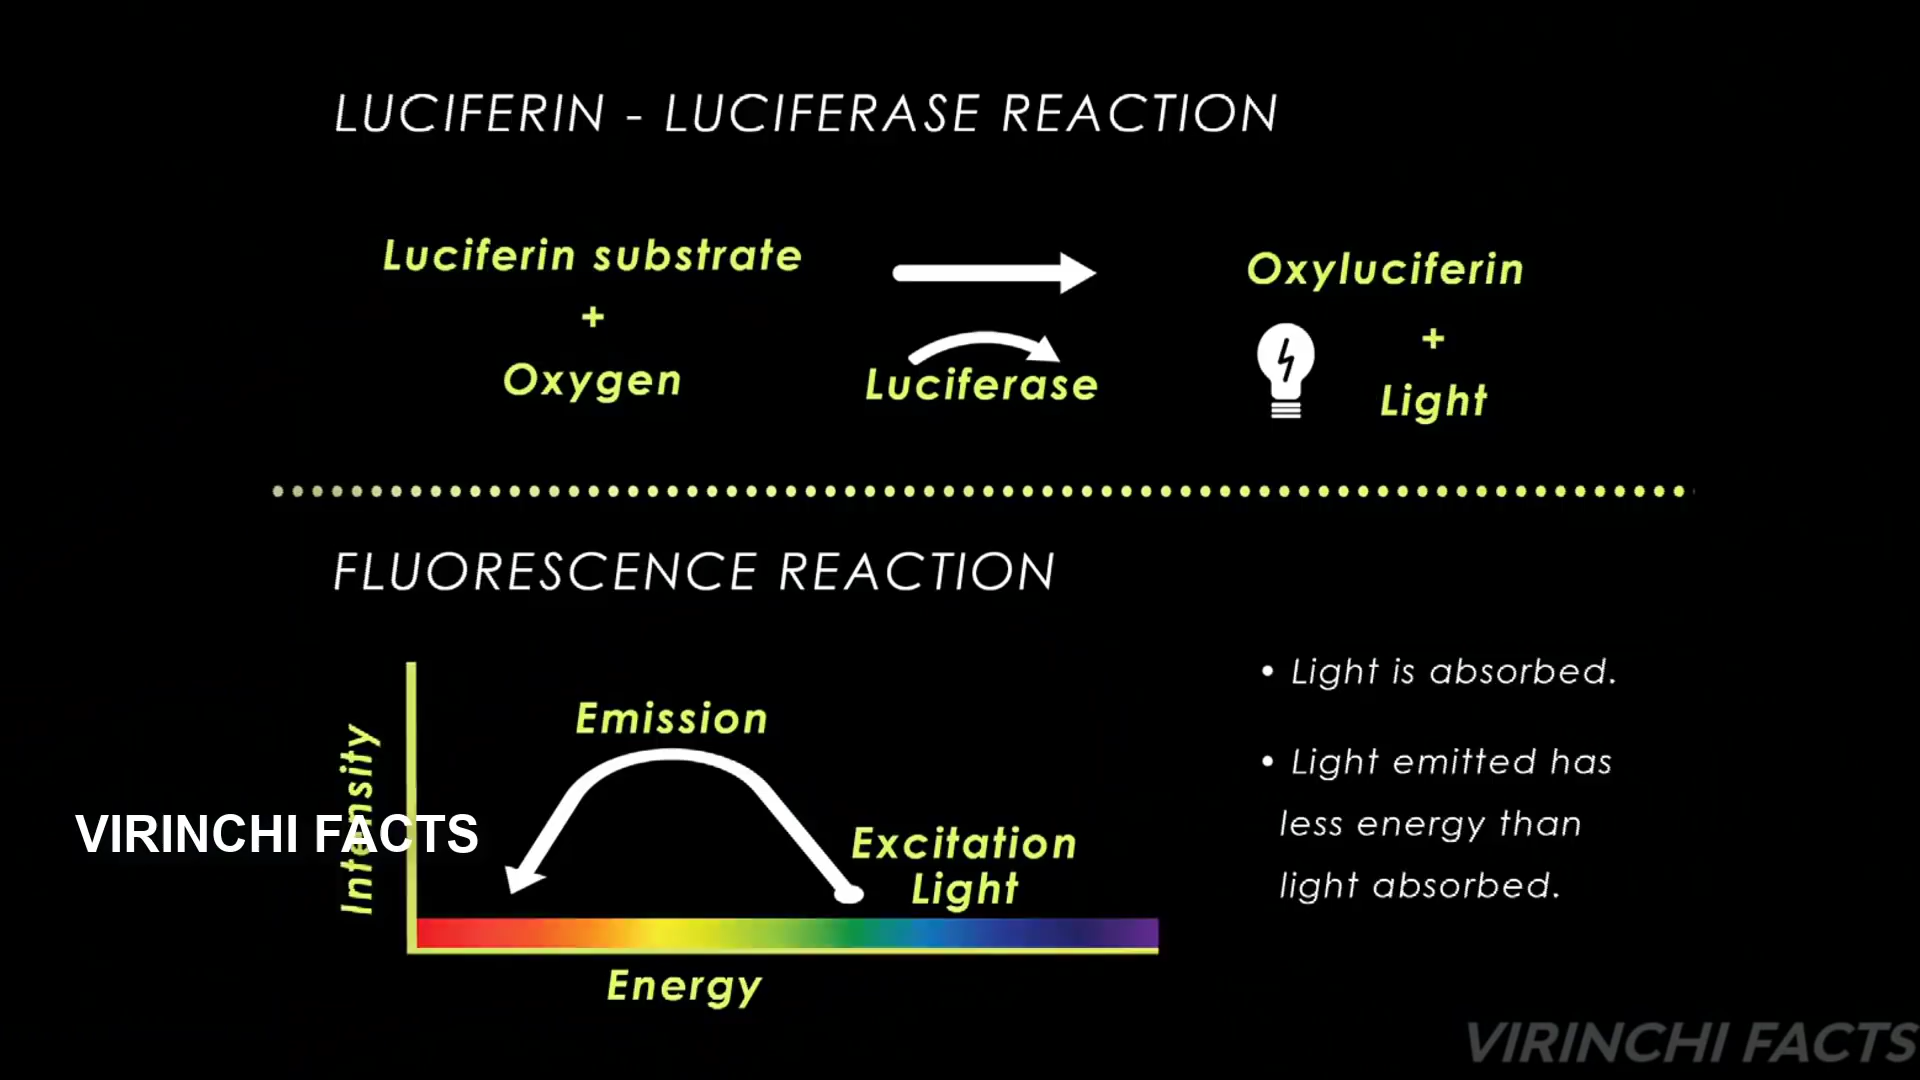 LUCIFERIN - LUCIFERASE REACTION
Luciferin substrate
+
Oxygen
Luciferase
Oxyluciferin
+
Light
FLUORESCENCE REACTION
Intensity
Emission
Excitation
Light
Energy
• Light is absorbed.
• Light emitted has
less energy than
light absorbed.
VIRINCHI FACTS
VIRINCHI FACTS